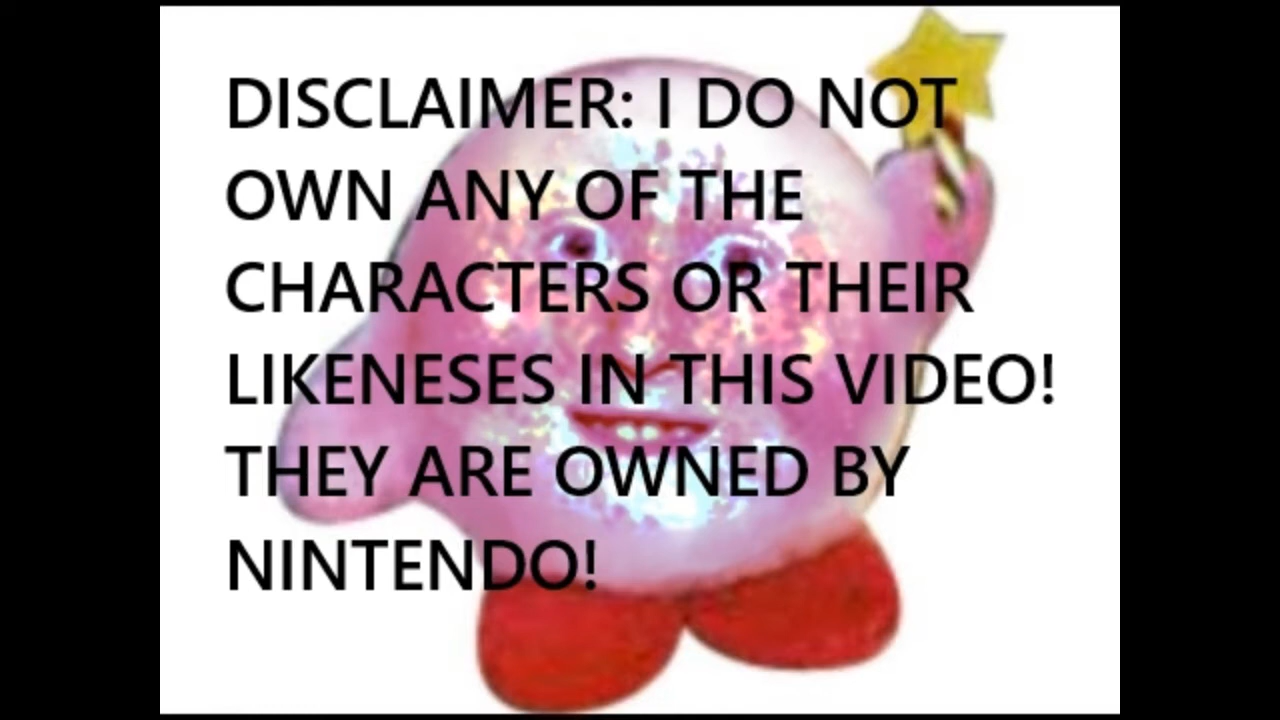 DISCLAIMER: I DO NOT
OWN ANY OF THE
CHARACTERS OR THEIR
LIKENESES IN THIS VIDEO!
THEY ARE OWNED BY
NINTENDO!